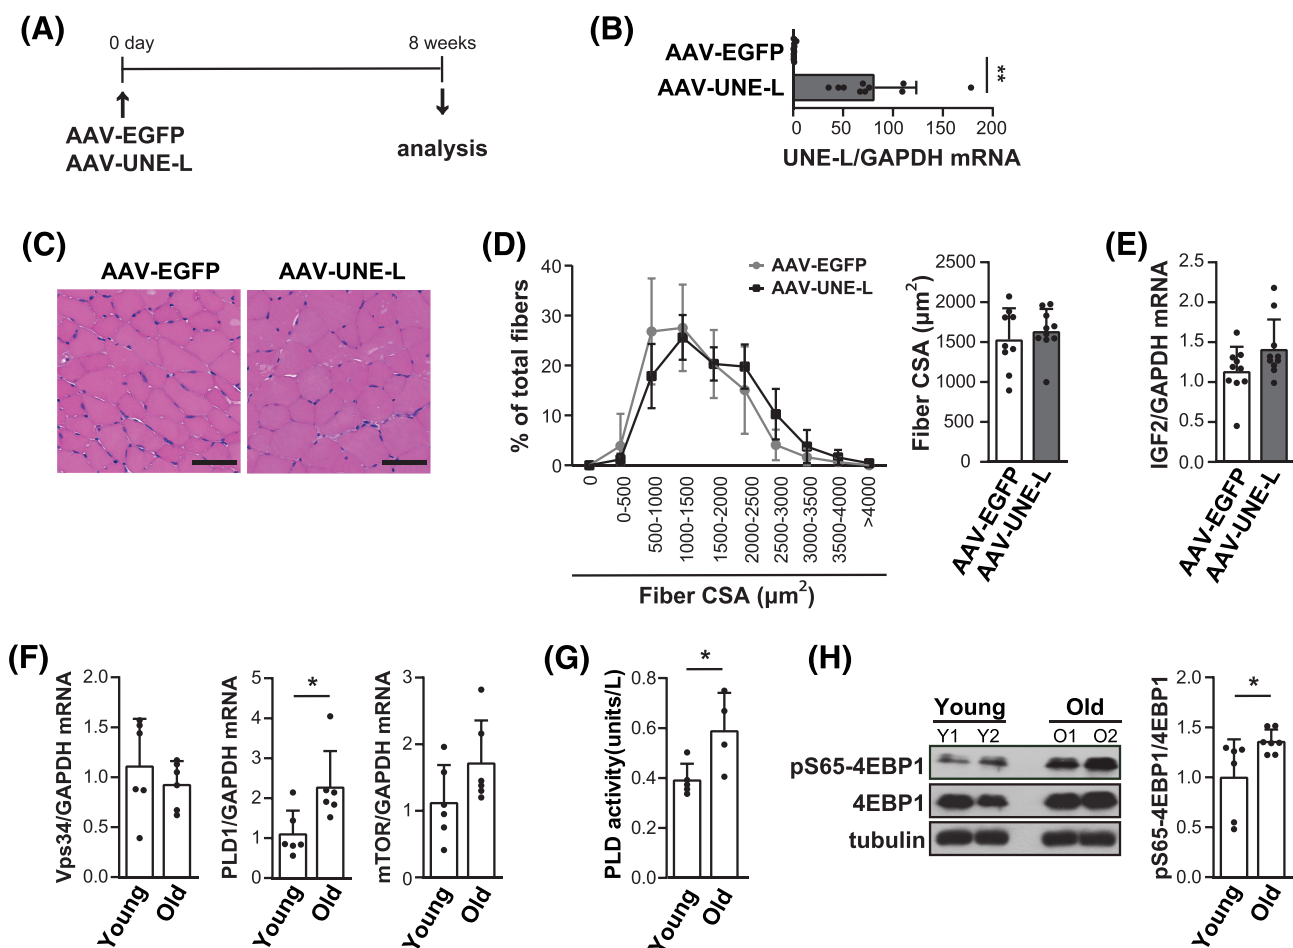 (A)
0 day
8 weeks
AAV-EGFP
AAV-UNE-L
analysis
(B)
AAV-EGFP
AAV-UNE-L
**
0 50 100 150 200
UNE-L/GAPDH mRNA
(C)
AAV-EGFP
AAV-UNE-L
(D)
AAV-EGFP
AAV-UNE-L
% of total fibers
40
30
20
10
0
0
0-500
500-1000
1000-1500
1500-2000
2000-2500
2500-3000
3000-3500
3500-4000
>4000
Fiber CSA (µm²)
Fiber CSA (µm²)
2500
2000
1500
1000
500
0
AAV-EGFP
AAV-UNE-L
(E)
IGF2/GAPDH mRNA
2.5
2.0
1.5
1.0
0.5
0.0
AAV-EGFP
AAV-UNE-L
(F)
Vps34/GAPDH mRNA
2.0
1.5
1.0
0.5
0.0
Young
Old
PLD1/GAPDH mRNA
5
4
3
2
1
0
*
Young
Old
mTOR/GAPDH mRNA
3
2
1
0
Young
Old
(G)
PLD activity(units/L)
0.8
0.6
0.4
0.2
0.0
*
Young
Old
(H)
Young Old
Y1 Y2 O1 O2
pS65-4EBP1
4EBP1
tubulin
pS65-4EBP1/4EBP1
2.0
1.5
1.0
0.5
0.0
*
Young
Old